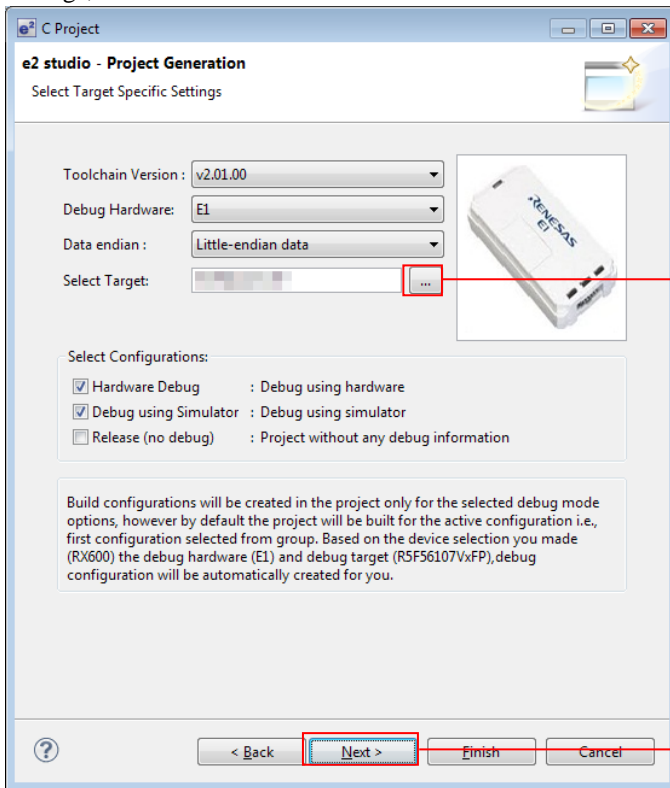 C Project
e2 studio - Project Generation
Select Target Specific Settings
Toolchain Version : v2.01.00
Debug Hardware: E1
Data endian : Little-endian data
Select Target: ...
RENESAS
E1
Select Configurations:
Hardware Debug : Debug using hardware
Debug using Simulator : Debug using simulator
Release (no debug) : Project without any debug information
Build configurations will be created in the project only for the selected debug mode
options, however by default the project will be built for the active configuration i.e.,
first configuration selected from group. Based on the device selection you made
(RX600) the debug hardware (E1) and debug target (R5F56107VxFP),debug
configuration will be automatically created for you.
< Back Next > Finish Cancel